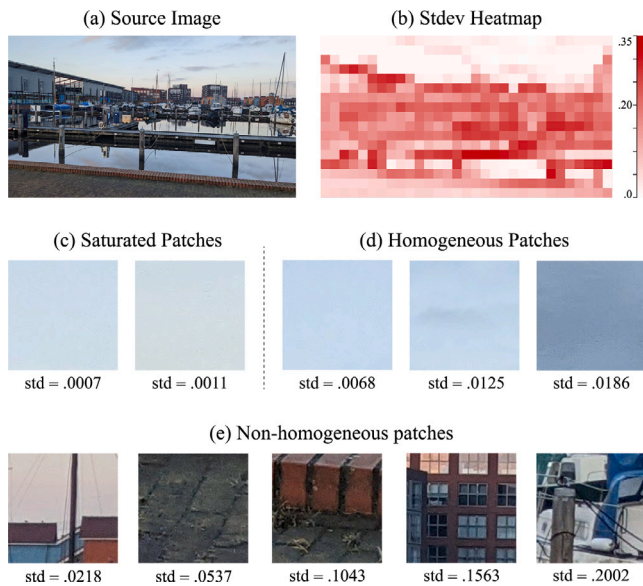 (a) Source Image
(b) Stdev Heatmap
.35
.20
.0
(c) Saturated Patches
(d) Homogeneous Patches
std = .0007
std = .0011
std = .0068
std = .0125
std = .0186
(e) Non-homogeneous patches
std = .0218
std = .0537
std = .1043
std = .1563
std = .2002